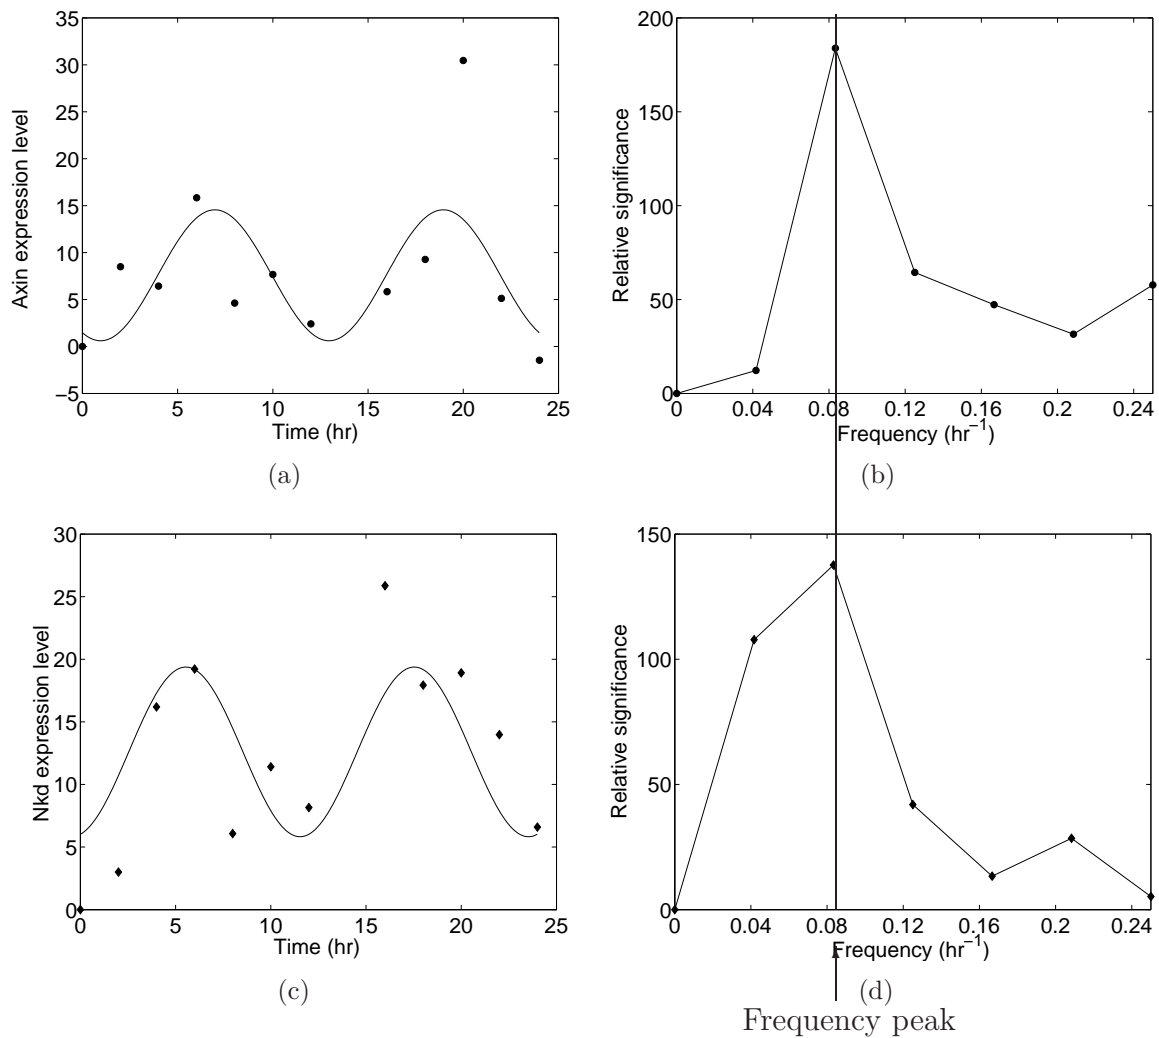 35
30
25
20
15
10
5
0
−5
Axin expression level
0 5 10 15 20 25
Time (hr)
(a)
200
150
100
50
0
Relative significance
0 0.04 0.08 0.12 0.16 0.2 0.24
Frequency (hr−1)
(b)
30
25
20
15
10
5
0
Nkd expression level
0 5 10 15 20 25
Time (hr)
(c)
150
100
50
0
Relative significance
0 0.04 0.08 0.12 0.16 0.2 0.24
Frequency (hr−1)
(d)
Frequency peak